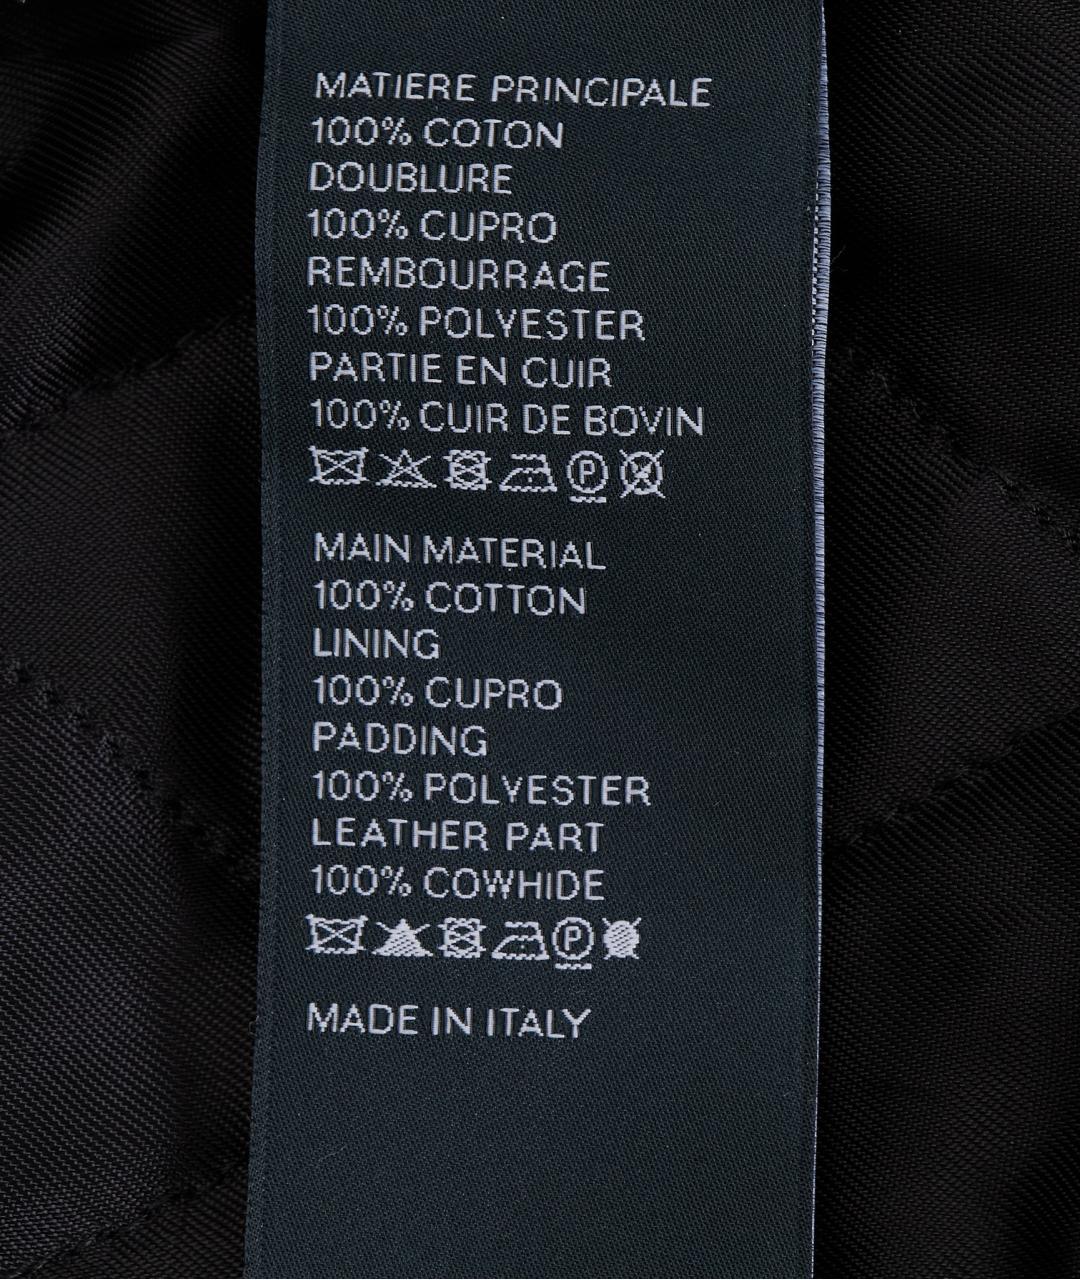 MATIERE PRINCIPALE
100% COTON
DOUBLURE
100% CUPRO
REMBOURRAGE
100% POLYESTER
PARTIE EN CUIR
100% CUIR DE BOVIN
P
MAIN MATERIAL
100% COTTON
LINING
100% CUPRO
PADDING
100% POLYESTER
LEATHER PART
100% COWHIDE
P
MADE IN ITALY